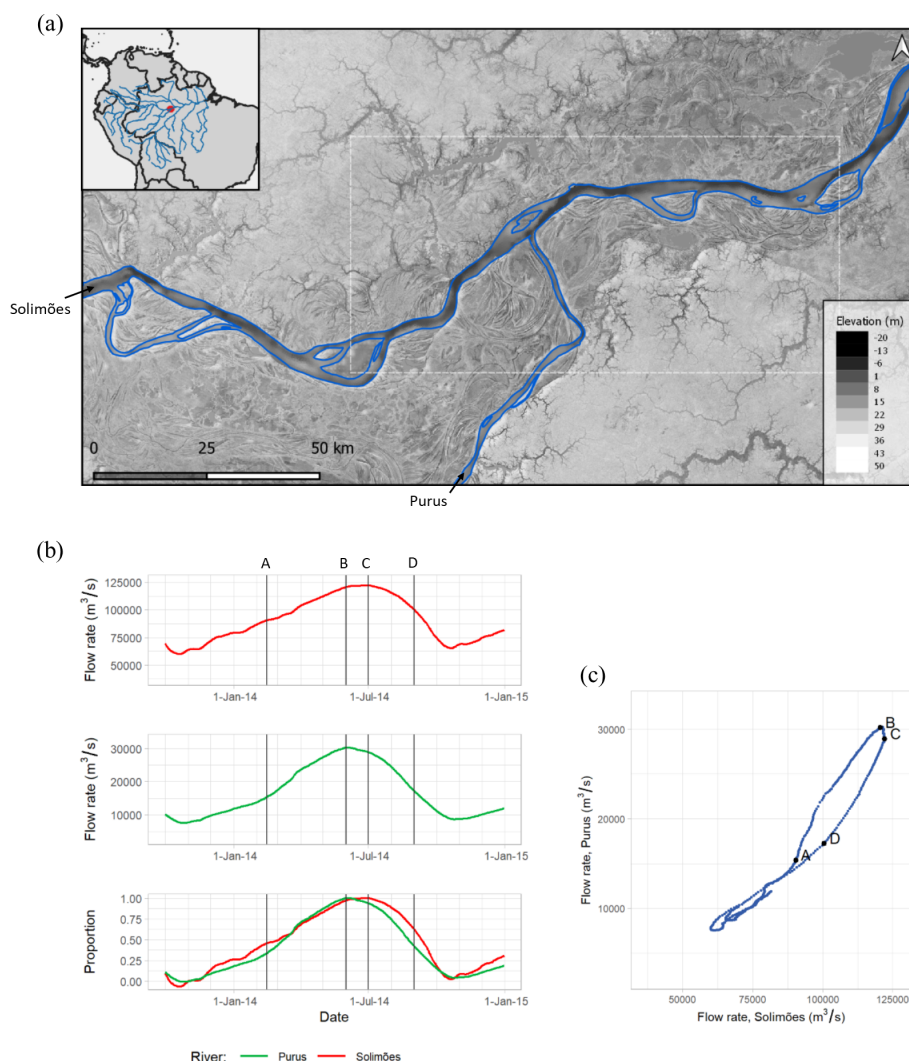 (a)
Solimões
Purus
0 25 50 km
Elevation (m)
-20
-13
-6
1
8
15
22
29
36
43
50
(b)
A B C D
Flow rate (m³/s)
125000
100000
75000
50000
1-Jan-14 1-Jul-14 1-Jan-15
Flow rate (m³/s)
30000
20000
10000
1-Jan-14 1-Jul-14 1-Jan-15
Proportion
1.00
0.75
0.50
0.25
0.00
1-Jan-14 1-Jul-14 1-Jan-15
Date
River: Purus Solimões
(c)
Flow rate, Purus (m³/s)
30000
20000
10000
B
C
D
A
50000 75000 100000 125000
Flow rate, Solimões (m³/s)